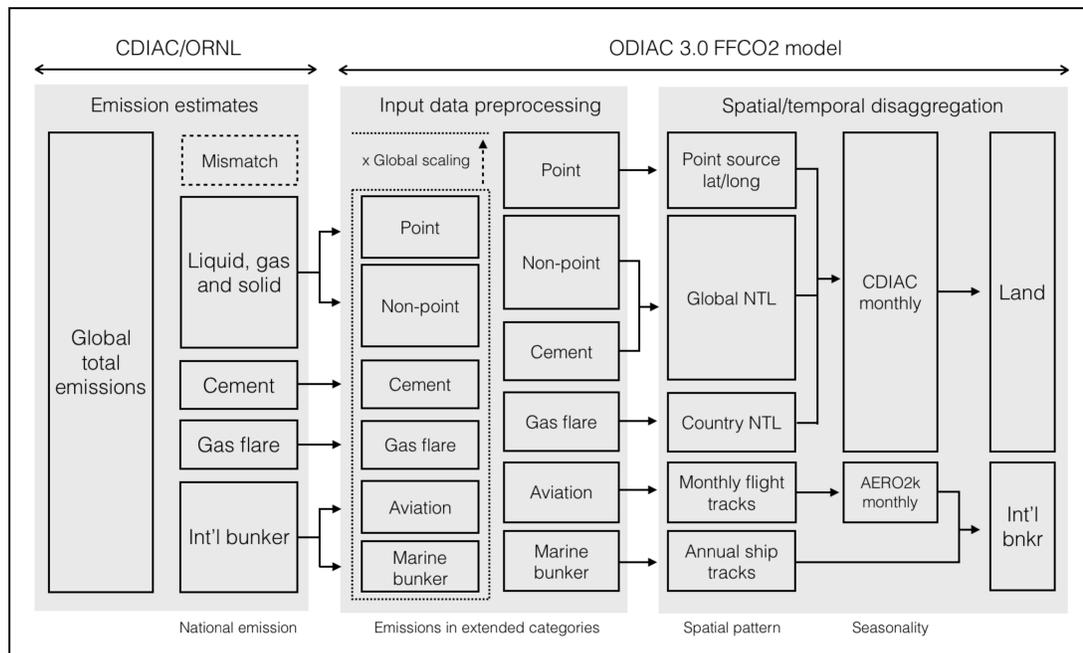 CDIAC/ORNL
ODIAC 3.0 FFCO2 model
Emission estimates
Input data preprocessing
Spatial/temporal disaggregation
Global
total
emissions
Mismatch
Liquid, gas
and solid
Cement
Gas flare
Int'l bunker
x Global scaling
Point
Non-point
Cement
Gas flare
Aviation
Marine
bunker
Point
Non-point
Cement
Gas flare
Aviation
Marine
bunker
Point source
lat/long
Global NTL
Country NTL
Monthly flight
tracks
Annual ship
tracks
CDIAC
monthly
AERO2k
monthly
Land
Int'l
bnkr
National emission
Emissions in extended categories
Spatial pattern
Seasonality